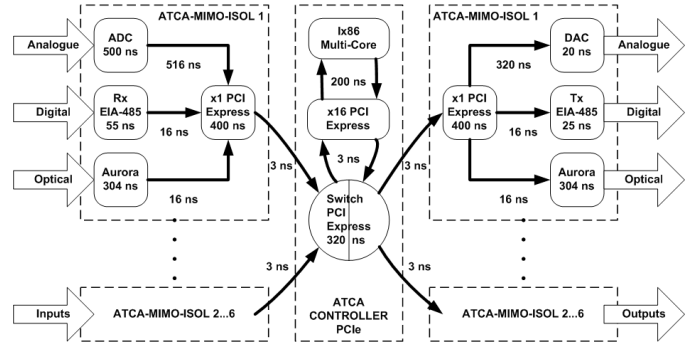 ATCA-MIMO-ISOL 1
Analogue
ADC
500 ns
516 ns
Digital
Rx
EIA-485
55 ns
16 ns
x1 PCI
Express
400 ns
Optical
Aurora
304 ns
16 ns
3 ns
Inputs
ATCA-MIMO-ISOL 2...6
3 ns
Ix86
Multi-Core
200 ns
x16 PCI
Express
3 ns
Switch
PCI
Express
320 ns
ATCA
CONTROLLER
PCIe
3 ns
3 ns
ATCA-MIMO-ISOL 1
x1 PCI
Express
400 ns
320 ns
DAC
20 ns
Analogue
16 ns
Tx
EIA-485
25 ns
Digital
16 ns
Aurora
304 ns
Optical
ATCA-MIMO-ISOL 2...6
Outputs